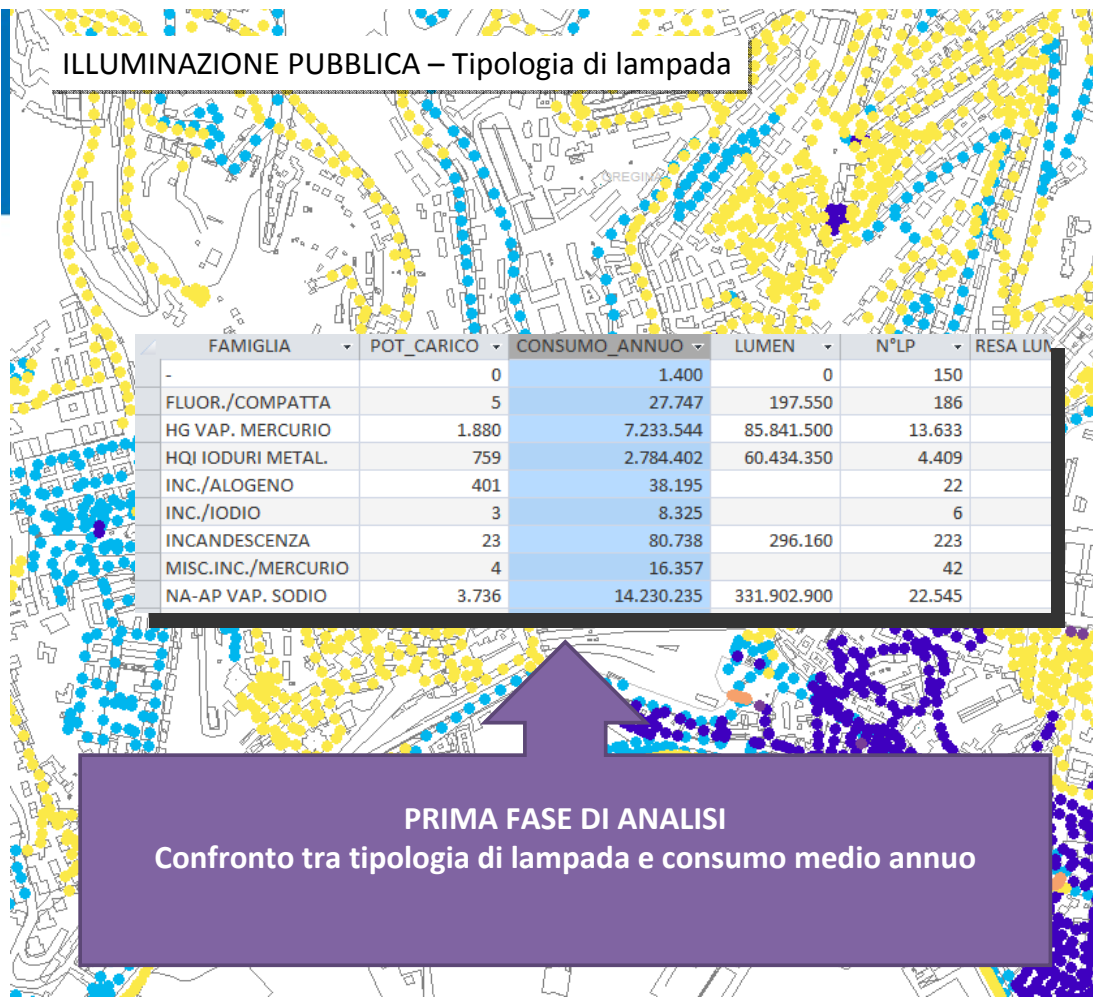 ILLUMINAZIONE PUBBLICA – Tipologia di lampada
OREGINA
FAMIGLIA POT_CARICO CONSUMO_ANNUO LUMEN N°LP RESA LUM
- 0 1.400 0 150
FLUOR./COMPATTA 5 27.747 197.550 186
HG VAP. MERCURIO 1.880 7.233.544 85.841.500 13.633
HQI IODURI METAL. 759 2.784.402 60.434.350 4.409
INC./ALOGENO 401 38.195 22
INC./IODIO 3 8.325 6
INCANDESCENZA 23 80.738 296.160 223
MISC.INC./MERCURIO 4 16.357 42
NA-AP VAP. SODIO 3.736 14.230.235 331.902.900 22.545
PRIMA FASE DI ANALISI
Confronto tra tipologia di lampada e consumo medio annuo